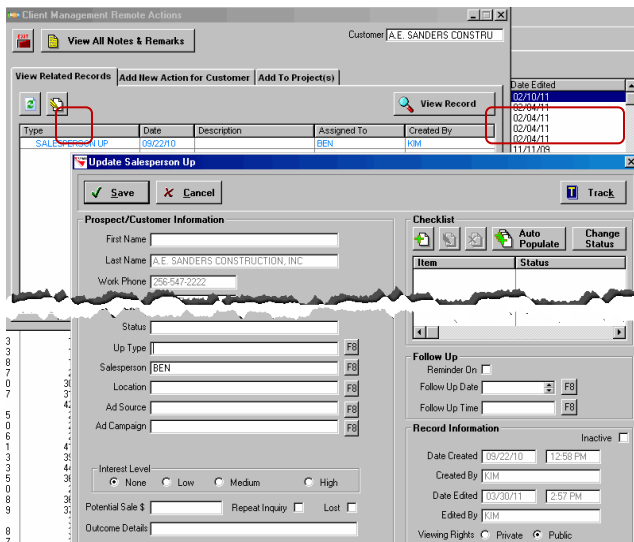 Client Management Remote Actions
EXIT
View All Notes & Remarks
Customer A.E. SANDERS CONSTRU
View Related Records Add New Action for Customer Add To Project(s)
View Record
Date Edited
02/10/11
02/04/11
02/04/11
02/04/11
02/04/11
11/11/09
Type Date Description Assigned To Created By
SALESPERSON UP 09/22/10 BEN KIM
Update Salesperson Up
Save Cancel Track
Prospect/Customer Information
First Name
Last Name A.E. SANDERS CONSTRUCTION, INC
Work Phone 256-547-2222
Checklist
Auto Populate
Change Status
Item Status
Status
Up Type F8
Salesperson BEN F8
Location F8
Ad Source F8
Ad Campaign F8
Interest Level
None Low Medium High
Potential Sale $ Repeat Inquiry Lost
Outcome Details
Follow Up
Reminder On
Follow Up Date F8
Follow Up Time F8
Record Information
Inactive
Date Created 09/22/10 12:58 PM
Created By KIM
Date Edited 03/30/11 2:57 PM
Edited By KIM
Viewing Rights Private Public